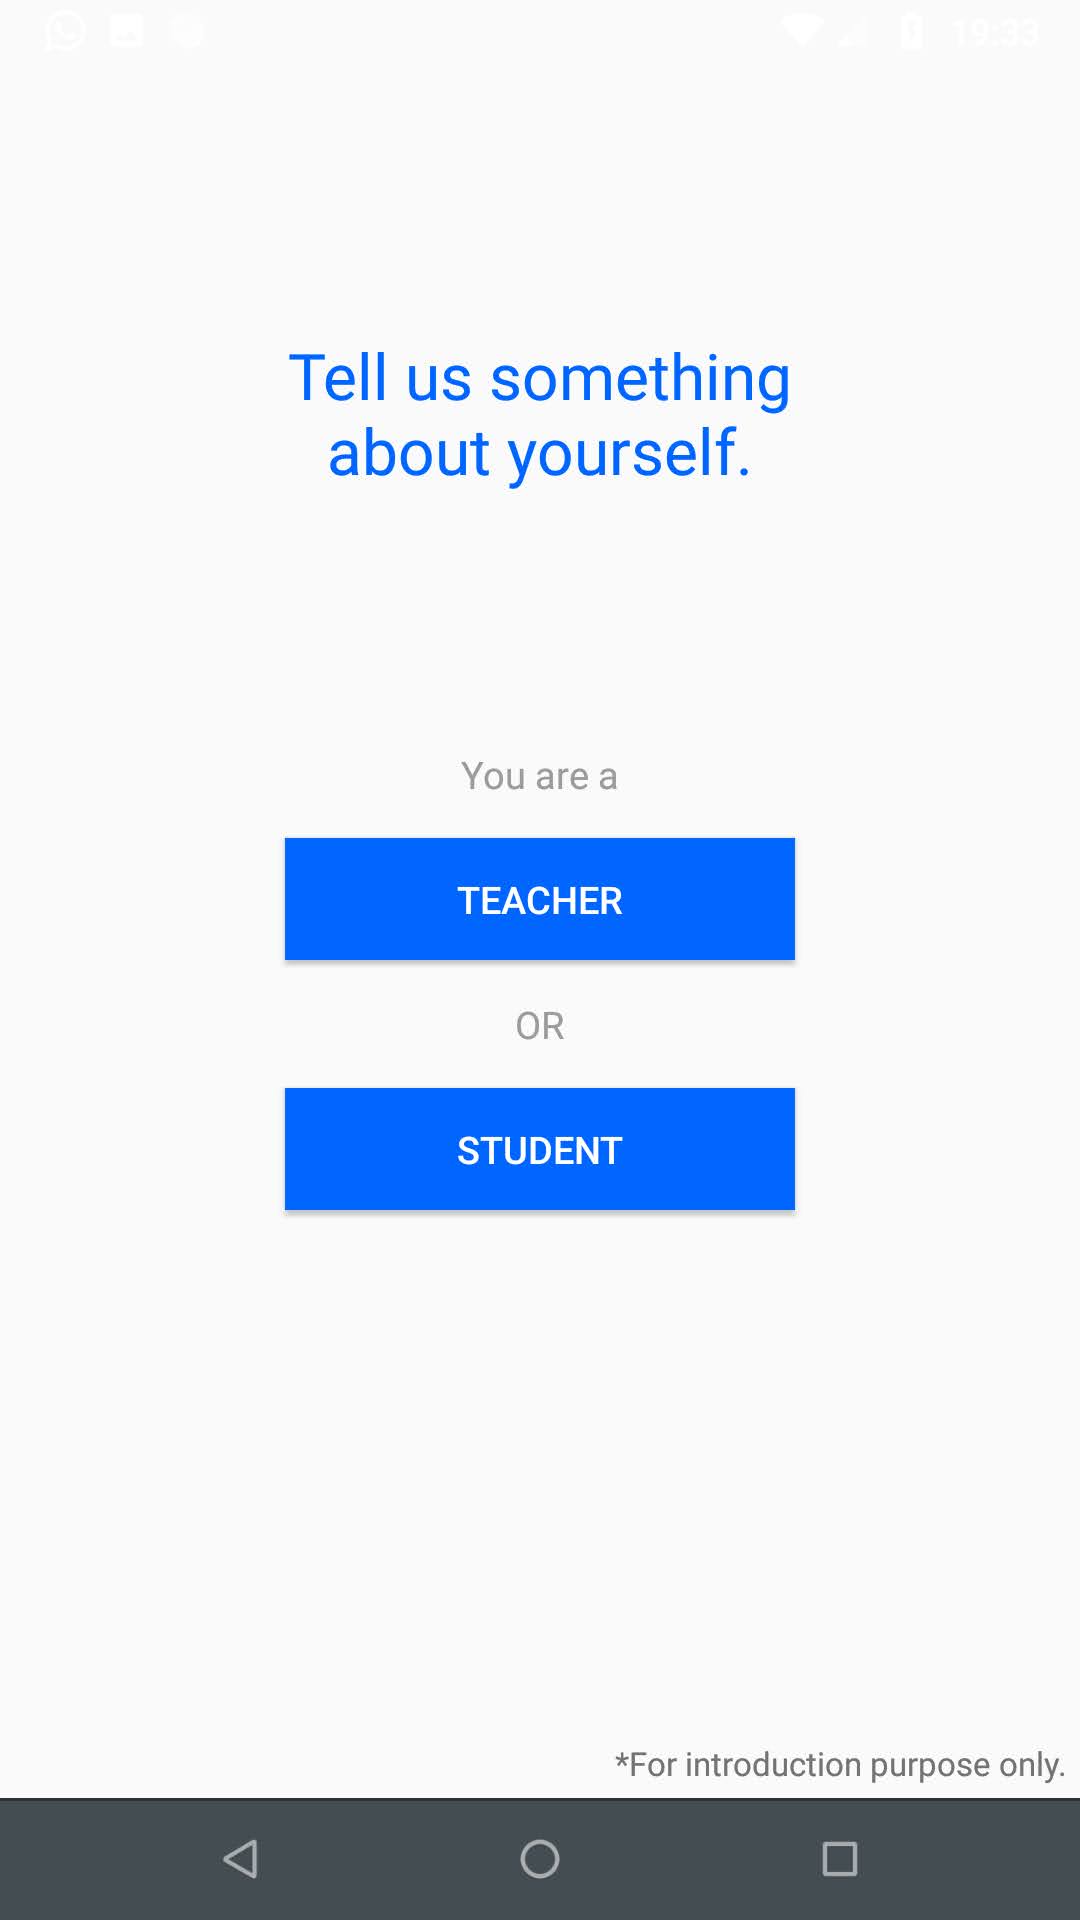 19:33
Tell us something
about yourself.
You are a
TEACHER
OR
STUDENT
*For introduction purpose only.